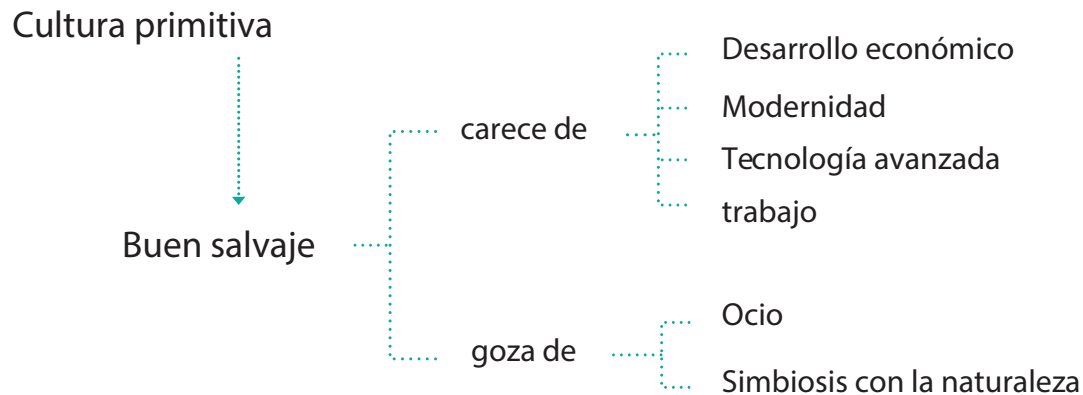 Cultura primitiva
Desarrollo económico
Modernidad
carece de
Tecnología avanzada
trabajo
Buen salvaje
Ocio
goza de
Simbiosis con la naturaleza